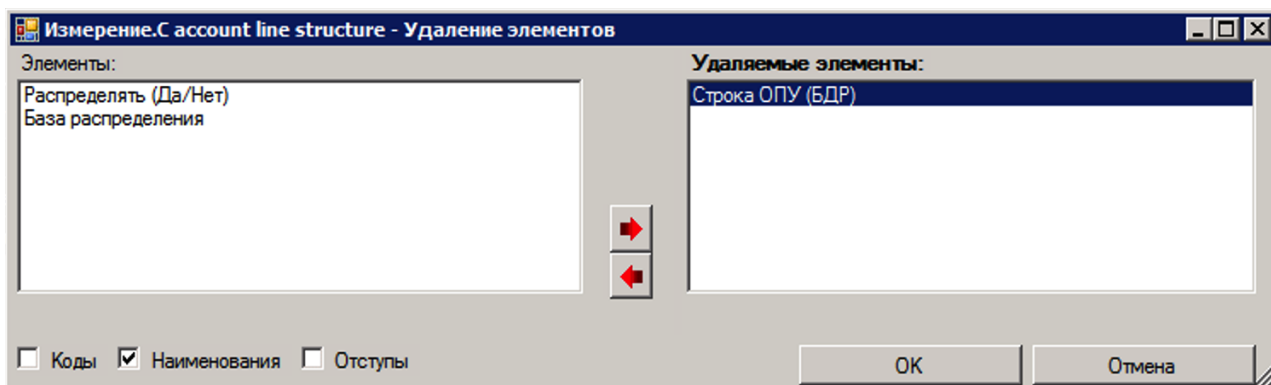 Измерение.C account line structure - Удаление элементов
Элементы:
Удаляемые элементы:
Распределять (Да/Нет)
База распределения
Строка ОПУ (БДР)
Коды
Наименования
Отступы
OK
Отмена